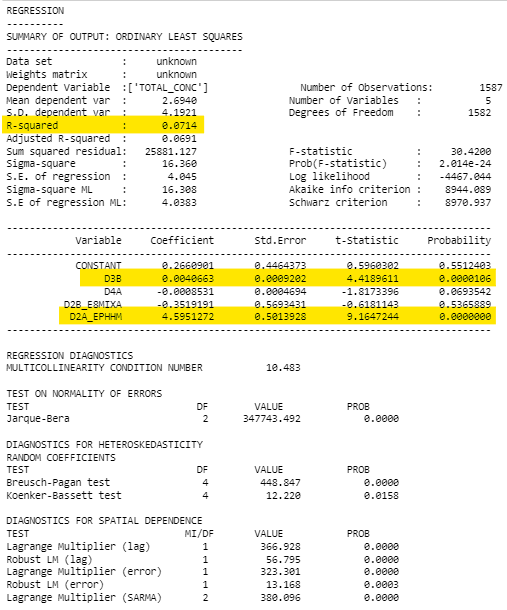 REGRESSION
----------
SUMMARY OF OUTPUT: ORDINARY LEAST SQUARES
-----------------------------------------
Data set            :     unknown
Weights matrix      :     unknown
Dependent Variable  :['TOTAL_CONC']               Number of Observations:        1587
Mean dependent var  :      2.6940                Number of Variables   :           5
S.D. dependent var  :      4.1921                Degrees of Freedom    :        1582
R-squared           :      0.0714
Adjusted R-squared  :      0.0691
Sum squared residual:   25881.127                F-statistic           :     30.4200
Sigma-square        :      16.360                Prob(F-statistic)     :   2.014e-24
S.E. of regression  :       4.045                Log likelihood        :   -4467.044
Sigma-square ML     :      16.308                Akaike info criterion :    8944.089
S.E of regression ML:      4.0383                Schwarz criterion     :    8970.937
------------------------------------------------------------------------------------
Variable     Coefficient       Std.Error     t-Statistic     Probability
------------------------------------------------------------------------------------
CONSTANT       0.2660901       0.4464373       0.5960302       0.5512403
D3B       0.0040663       0.0009202       4.4189611       0.0000106
D4A      -0.0008531       0.0004694      -1.8173396       0.0693542
D2B_E8MIXA      -0.3519191       0.5693431      -0.6181143       0.5365889
D2A_EPHHM       4.5951272       0.5013928       9.1647244       0.0000000
------------------------------------------------------------------------------------
REGRESSION DIAGNOSTICS
MULTICOLLINEARITY CONDITION NUMBER           10.483
TEST ON NORMALITY OF ERRORS
TEST                             DF        VALUE           PROB
Jarque-Bera                       2      347743.492           0.0000
DIAGNOSTICS FOR HETEROSKEDASTICITY
RANDOM COEFFICIENTS
TEST                             DF        VALUE           PROB
Breusch-Pagan test                4         448.847           0.0000
Koenker-Bassett test              4          12.220           0.0158
DIAGNOSTICS FOR SPATIAL DEPENDENCE
TEST                           MI/DF       VALUE           PROB
Lagrange Multiplier (lag)         1         366.928           0.0000
Robust LM (lag)                   1          56.795           0.0000
Lagrange Multiplier (error)       1         323.301           0.0000
Robust LM (error)                 1          13.168           0.0003
Lagrange Multiplier (SARMA)       2         380.096           0.0000